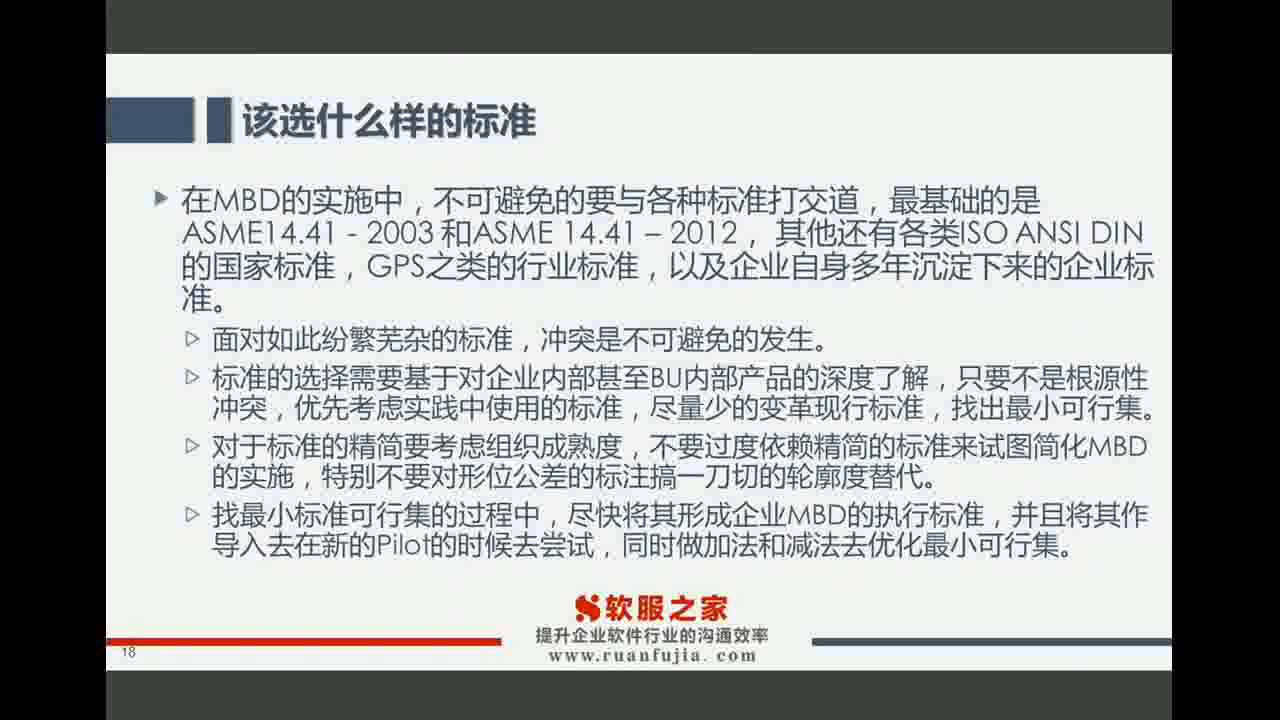 该选什么样的标准
在MBD的实施中，不可避免的要与各种标准打交道，最基础的是
ASME14.41 - 2003 和ASME 14.41 – 2012， 其他还有各类ISO ANSI DIN
的国家标准，GPS之类的行业标准，以及企业自身多年沉淀下来的企业标
准。
面对如此纷繁芜杂的标准，冲突是不可避免的发生。
标准的选择需要基于对企业内部甚至BU内部产品的深度了解，只要不是根源性
冲突，优先考虑实践中使用的标准，尽量少的变革现行标准，找出最小可行集。
对于标准的精简要考虑组织成熟度，不要过度依赖精简的标准来试图简化MBD
的实施，特别不要对形位公差的标注搞一刀切的轮廓度替代。
找最小标准可行集的过程中，尽快将其形成企业MBD的执行标准，并且将其作
导入去在新的Pilot的时候去尝试，同时做加法和减法去优化最小可行集。
软服之家
提升企业软件行业的沟通效率
www.ruanfujia.com
18